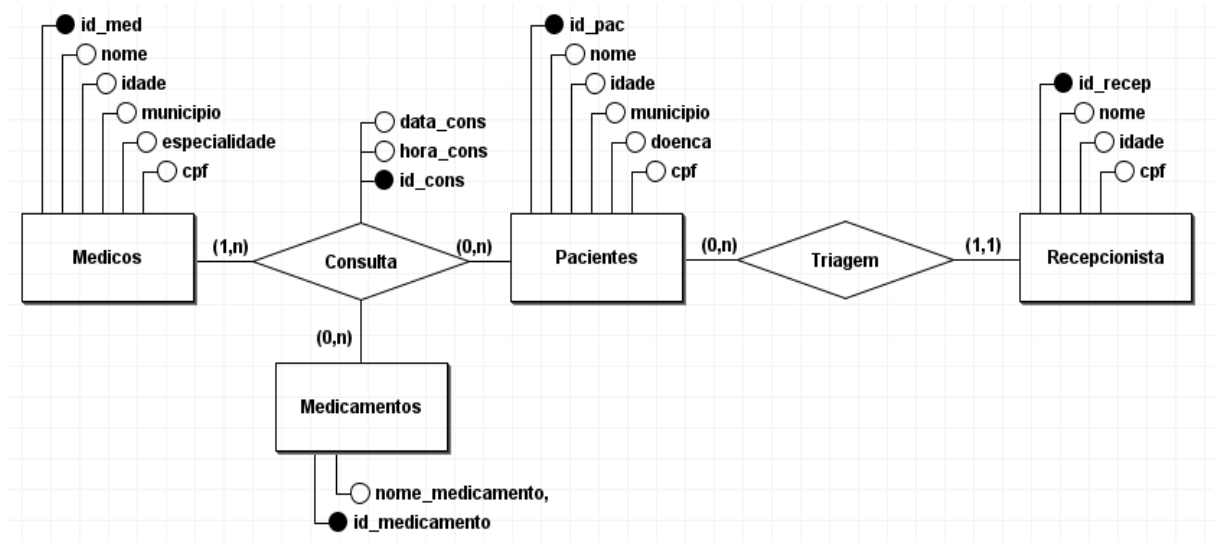 id_med
nome
idade
municipio
especialidade
cpf
Medicos
(1,n)
data_cons
hora_cons
id_cons
Consulta
(0,n)
id_pac
nome
idade
municipio
doenca
cpf
Pacientes
(0,n)
Triagem
(1,1)
id_recep
nome
idade
cpf
Recepcionista
(0,n)
Medicamentos
nome_medicamento,
id_medicamento